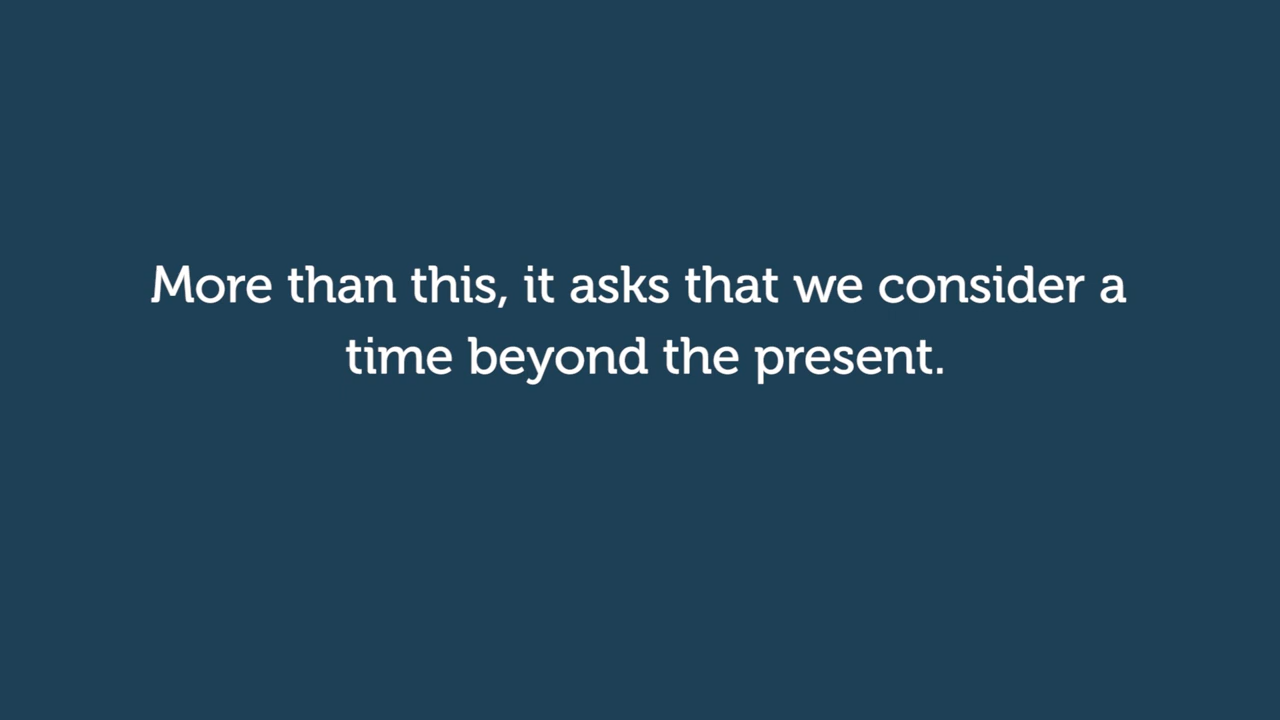 More than this, it asks that we consider a
time beyond the present.